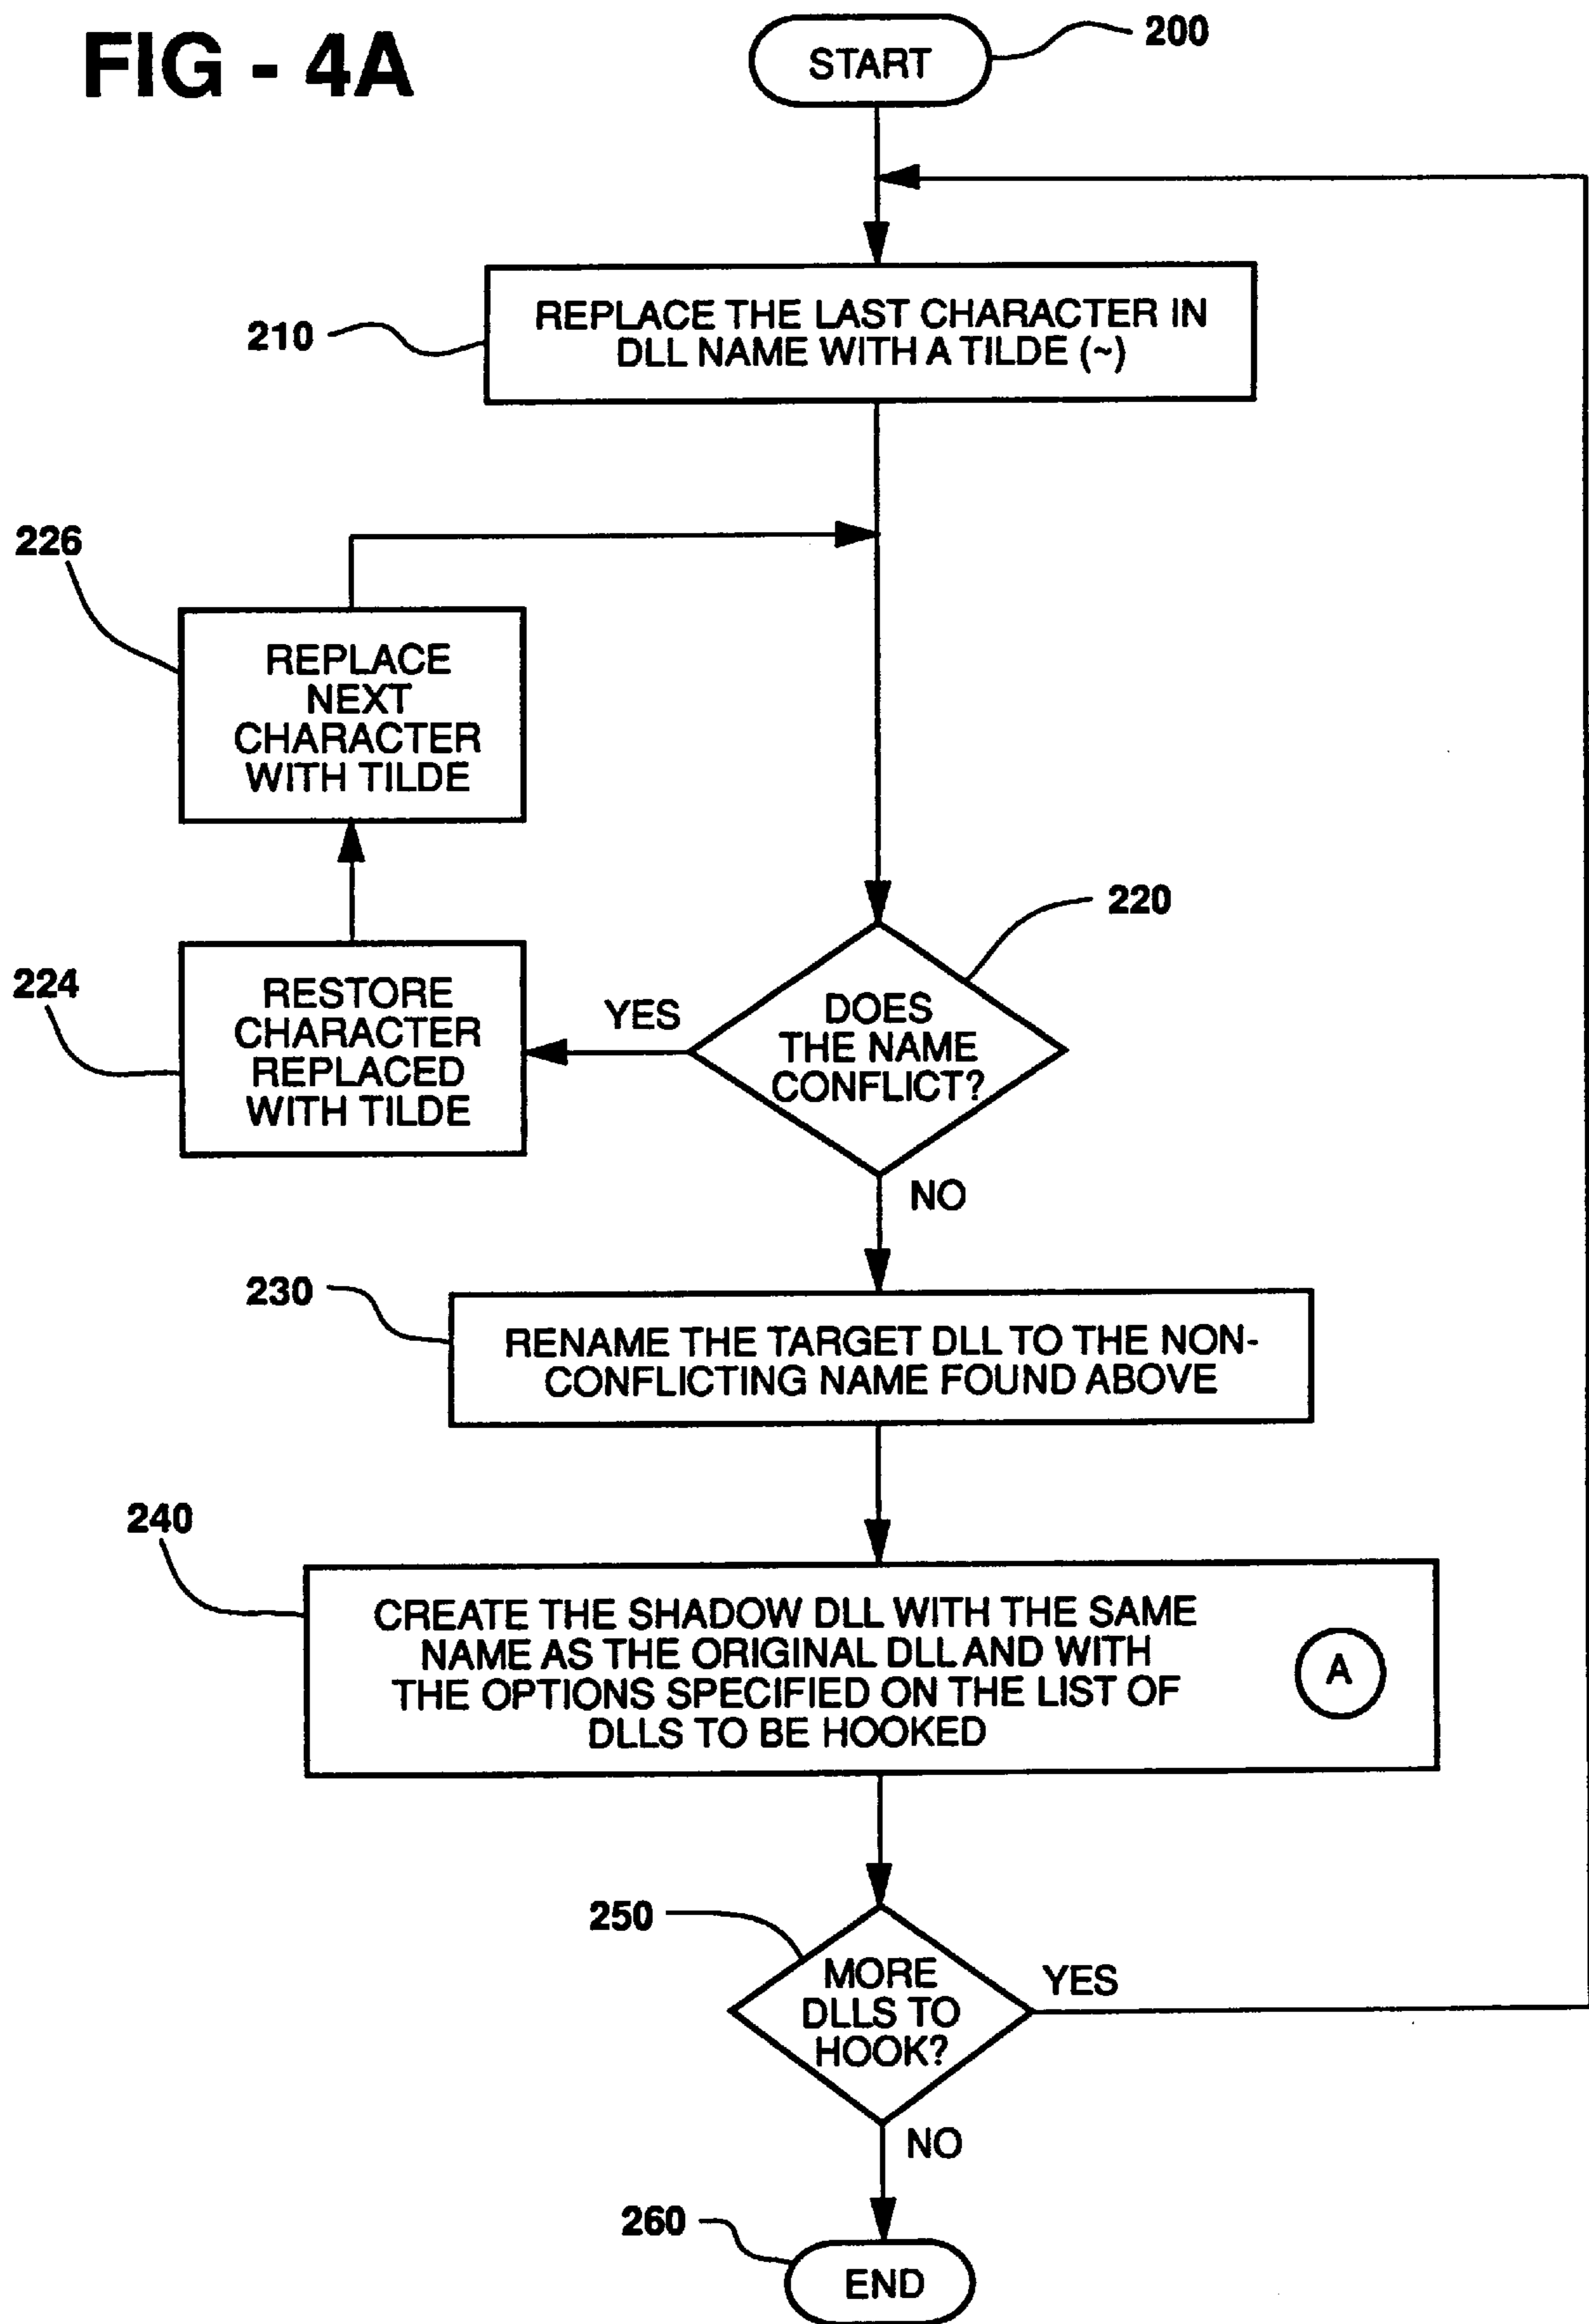 FIG - 4A
START
200
210
REPLACE THE LAST CHARACTER IN
DLL NAME WITH A TILDE (~)
226
REPLACE
NEXT
CHARACTER
WITH TILDE
220
224
RESTORE
CHARACTER
REPLACED
WITH TILDE
YES
DOES
THE NAME
CONFLICT?
NO
230
RENAME THE TARGET DLL TO THE NON-
CONFLICTING NAME FOUND ABOVE
240
CREATE THE SHADOW DLL WITH THE SAME
NAME AS THE ORIGINAL DLL AND WITH
THE OPTIONS SPECIFIED ON THE LIST OF
DLLS TO BE HOOKED
A
250
MORE
DLLS TO
HOOK?
YES
NO
260
END